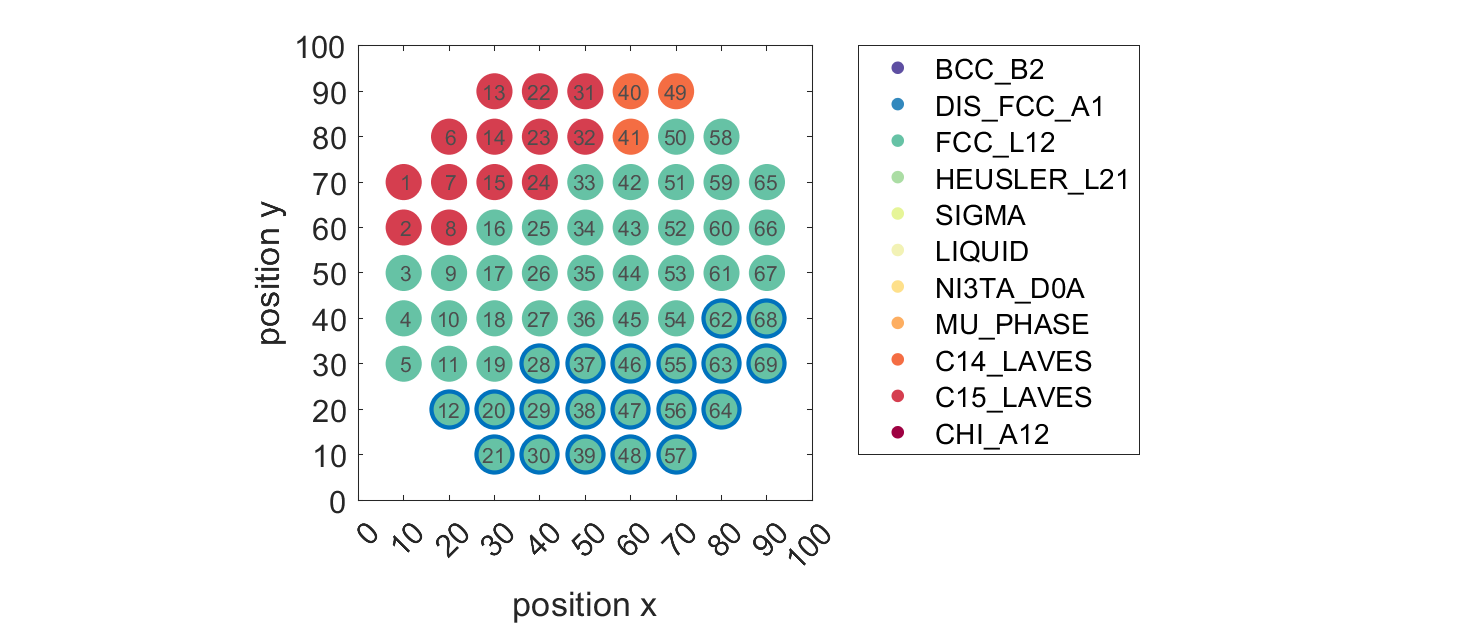 100
90 13 22 31 40 49
80 6 14 23 32 41 50 58
70 1 7 15 24 33 42 51 59 65
60 2 8 16 25 34 43 52 60 66
50 3 9 17 26 35 44 53 61 67
40 4 10 18 27 36 45 54 62 68
30 5 11 19 28 37 46 55 63 69
20 12 20 29 38 47 56 64
10 21 30 39 48 57
0
position y
0 10 20 30 40 50 60 70 80 90 100
position x
BCC_B2
DIS_FCC_A1
FCC_L12
HEUSLER_L21
SIGMA
LIQUID
NI3TA_D0A
MU_PHASE
C14_LAVES
C15_LAVES
CHI_A12